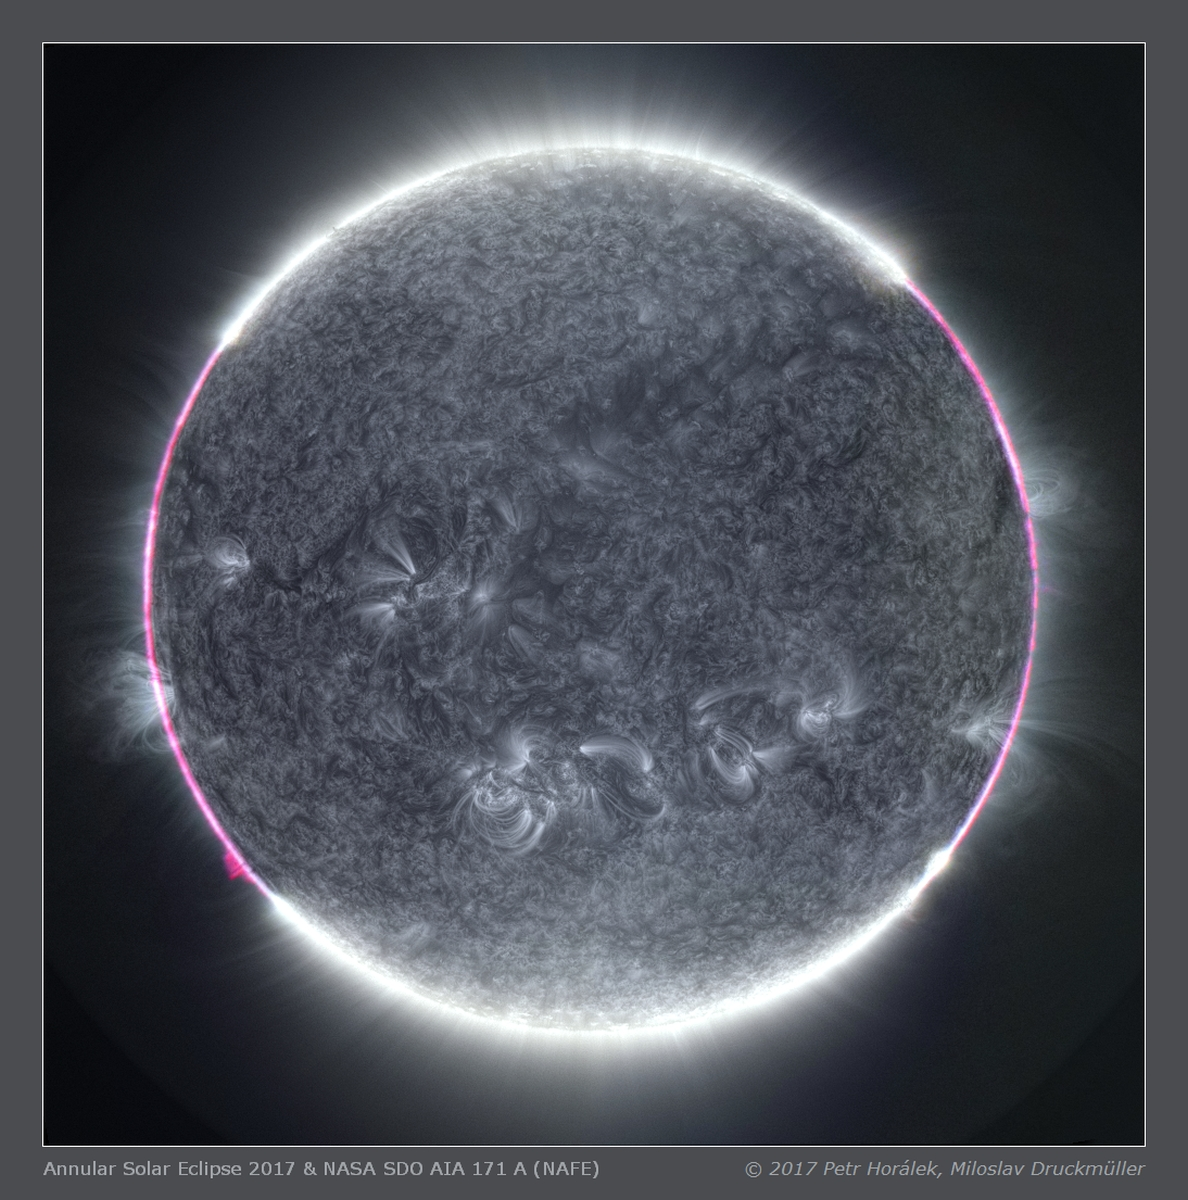 Annular Solar Eclipse 2017 & NASA SDO AIA 171 A (NAFE)
© 2017 Petr Horálek, Miloslav Druckmüller